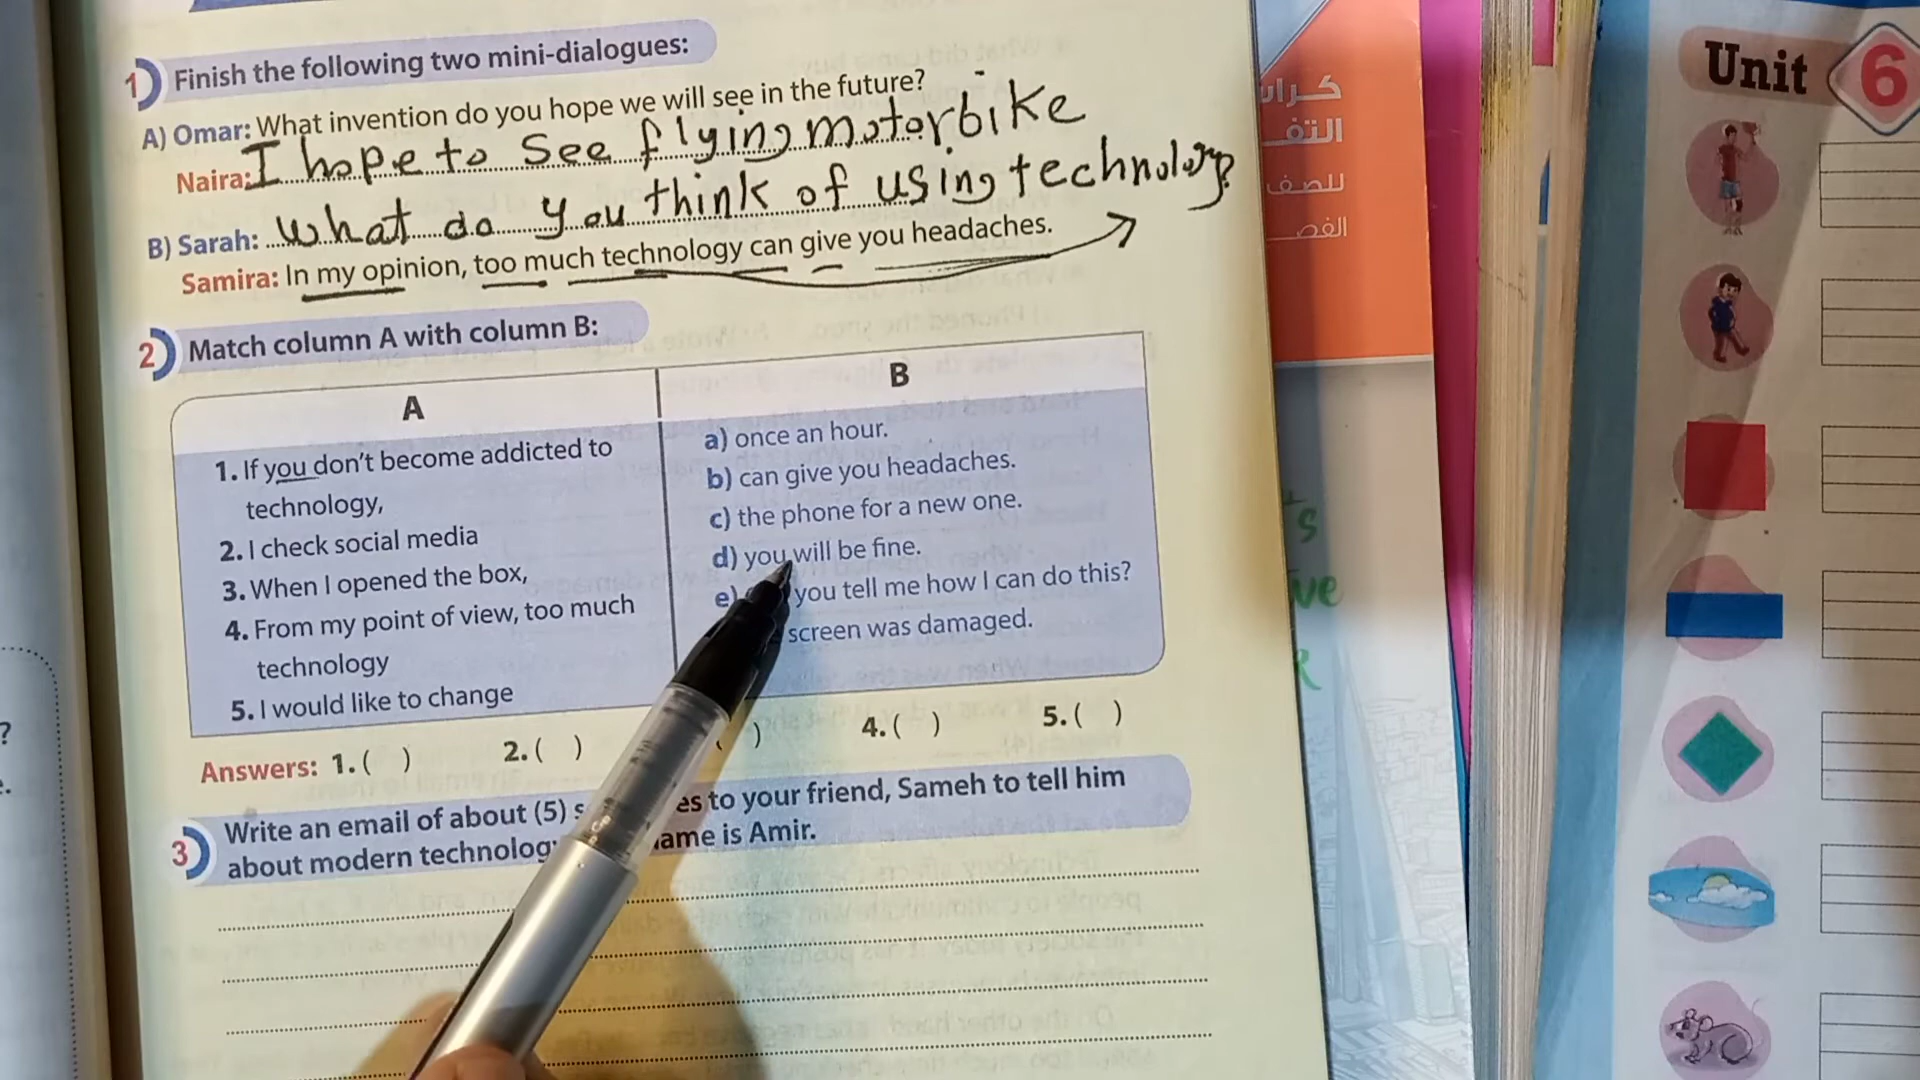 1 Finish the following two mini-dialogues:
A) Omar: What invention do you hope we will see in the future?
Naira: I hope to see flying motorbike
B) Sarah: What do you think of using technology?
Samira: In my opinion, too much technology can give you headaches.
2 Match column A with column B:
A
1. If you don't become addicted to
technology,
2. I check social media
3. When I opened the box,
4. From my point of view, too much
technology
5. I would like to change
B
a) once an hour.
b) can give you headaches.
c) the phone for a new one.
d) you will be fine.
e) you tell me how I can do this?
screen was damaged.
Answers: 1. ( ) 2. ( ) ( ) 4. ( ) 5. ( )
3 Write an email of about (5) es to your friend, Sameh to tell him
about modern technolog ame is Amir.
Unit 6
للصف